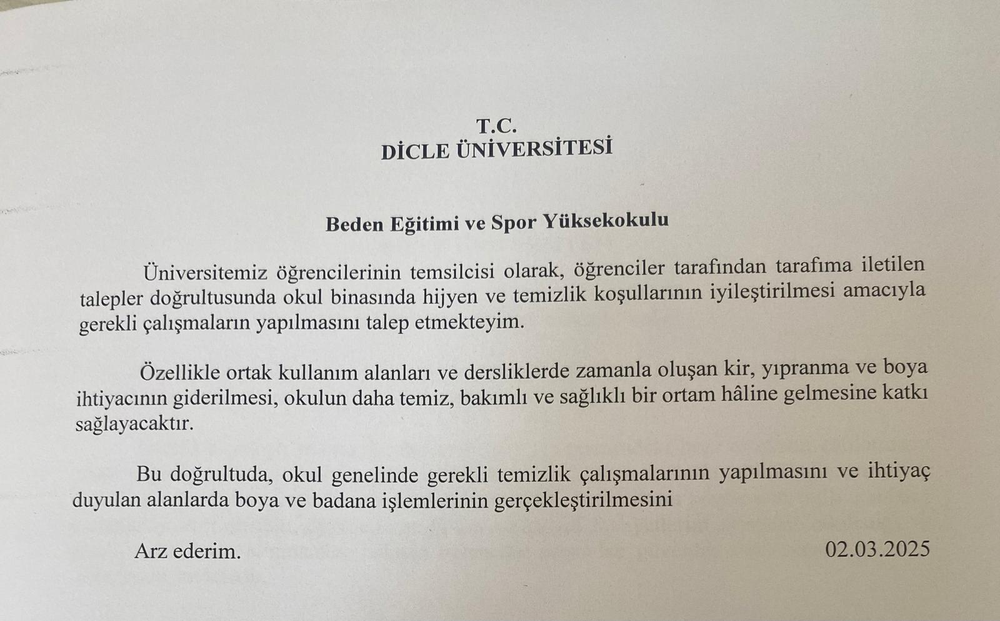 T.C.
DİCLE ÜNİVERSİTESİ
Beden Eğitimi ve Spor Yüksekokulu
Üniversitemiz öğrencilerinin temsilcisi olarak, öğrenciler tarafından tarafıma iletilen
talepler doğrultusunda okul binasında hijyen ve temizlik koşullarının iyileştirilmesi amacıyla
gerekli çalışmaların yapılmasını talep etmekteyim.
Özellikle ortak kullanım alanları ve dersliklerde zamanla oluşan kir, yıpranma ve boya
ihtiyacının giderilmesi, okulun daha temiz, bakımlı ve sağlıklı bir ortam hâline gelmesine katkı
sağlayacaktır.
Bu doğrultuda, okul genelinde gerekli temizlik çalışmalarının yapılmasını ve ihtiyaç
duyulan alanlarda boya ve badana işlemlerinin gerçekleştirilmesini
Arz ederim. 02.03.2025